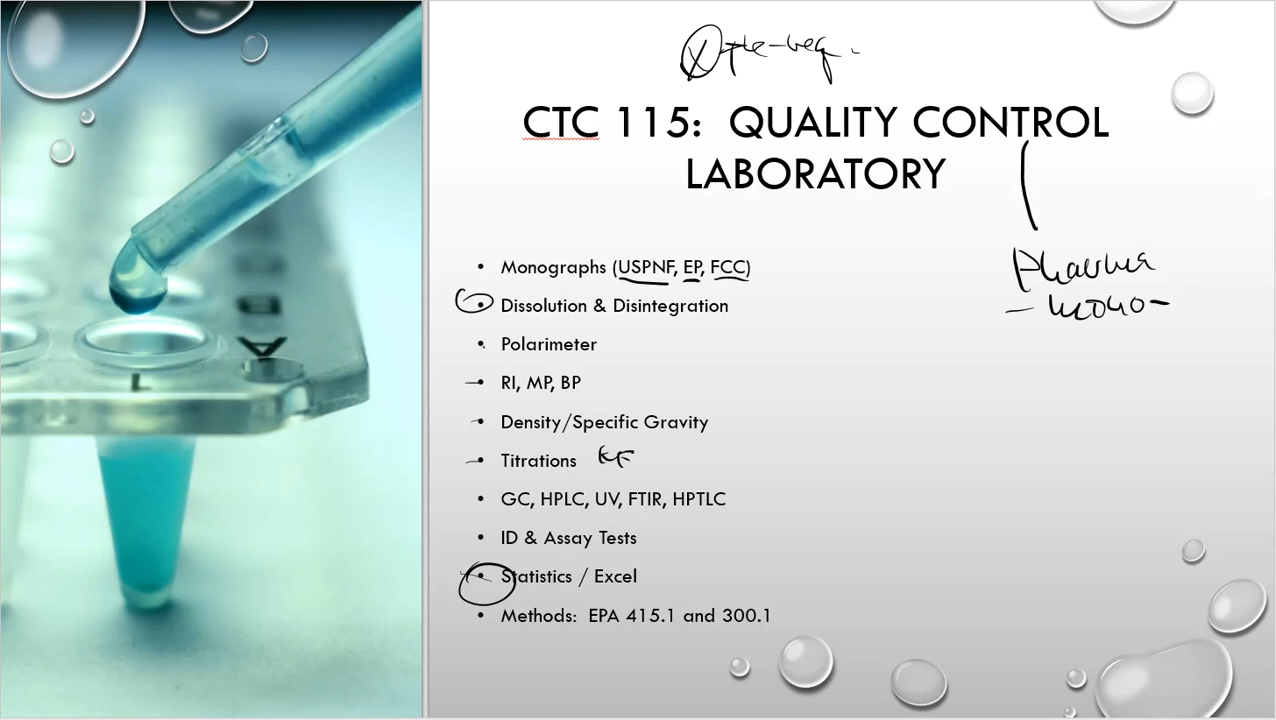 CTC 115: QUALITY CONTROL
LABORATORY
Pharma
- mono -
• Monographs (USPNF, EP, FCC)
• Dissolution & Disintegration
• Polarimeter
• RI, MP, BP
• Density/Specific Gravity
• Titrations KF
• GC, HPLC, UV, FTIR, HPTLC
• ID & Assay Tests
• Statistics / Excel
• Methods: EPA 415.1 and 300.1